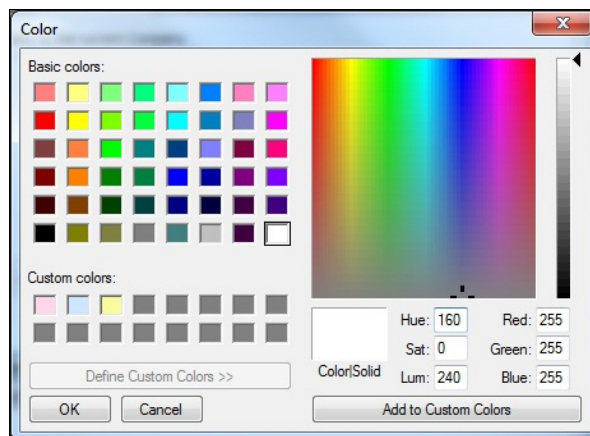 Color
Basic colors:
Custom colors:
Define Custom Colors >>
OK
Cancel
Color|Solid
Hue: 160
Sat: 0
Lum: 240
Red: 255
Green: 255
Blue: 255
Add to Custom Colors